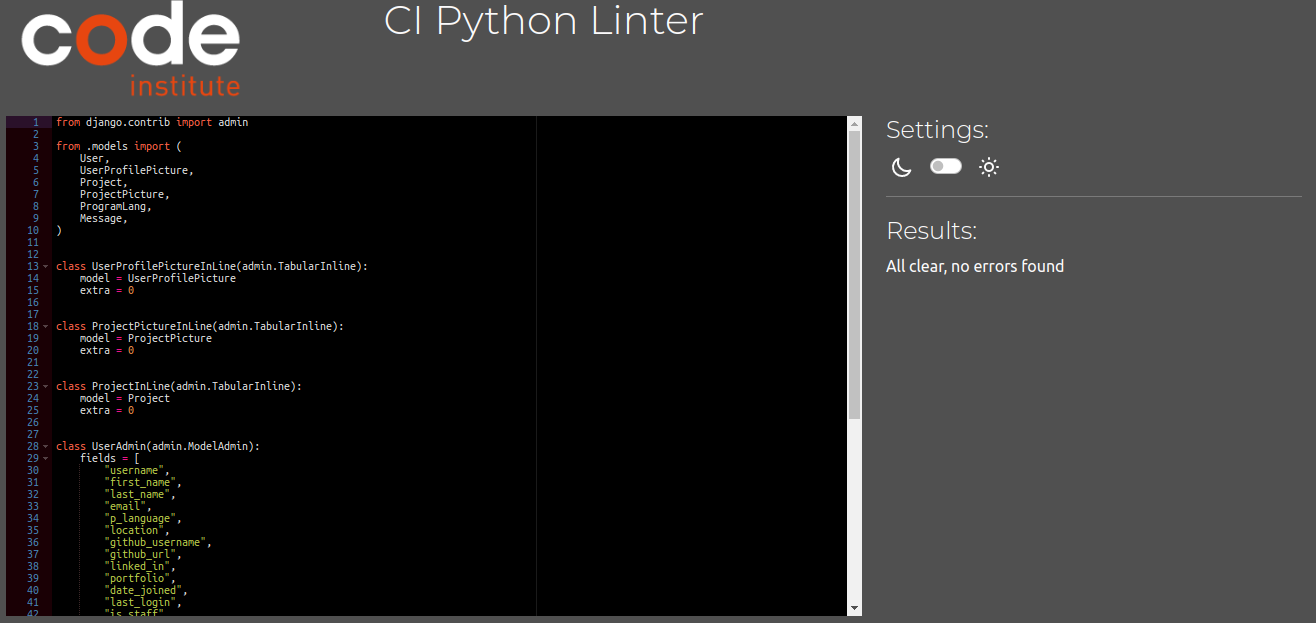 code
institute
CI Python Linter
1 from django.contrib import admin
2
3 from .models import (
4     User,
5     UserProfilePicture,
6     Project,
7     ProjectPicture,
8     ProgramLang,
9     Message,
10 )
11
12
13 class UserProfilePictureInLine(admin.TabularInline):
14     model = UserProfilePicture
15     extra = 0
16
17
18 class ProjectPictureInLine(admin.TabularInline):
19     model = ProjectPicture
20     extra = 0
21
22
23 class ProjectInLine(admin.TabularInline):
24     model = Project
25     extra = 0
26
27
28 class UserAdmin(admin.ModelAdmin):
29     fields = [
30         "username",
31         "first_name",
32         "last_name",
33         "email",
34         "p_language",
35         "location",
36         "github_username",
37         "github_url",
38         "linked_in",
39         "portfolio",
40         "date_joined",
41         "last_login",
42         "is_staff"
Settings:
Results:
All clear, no errors found